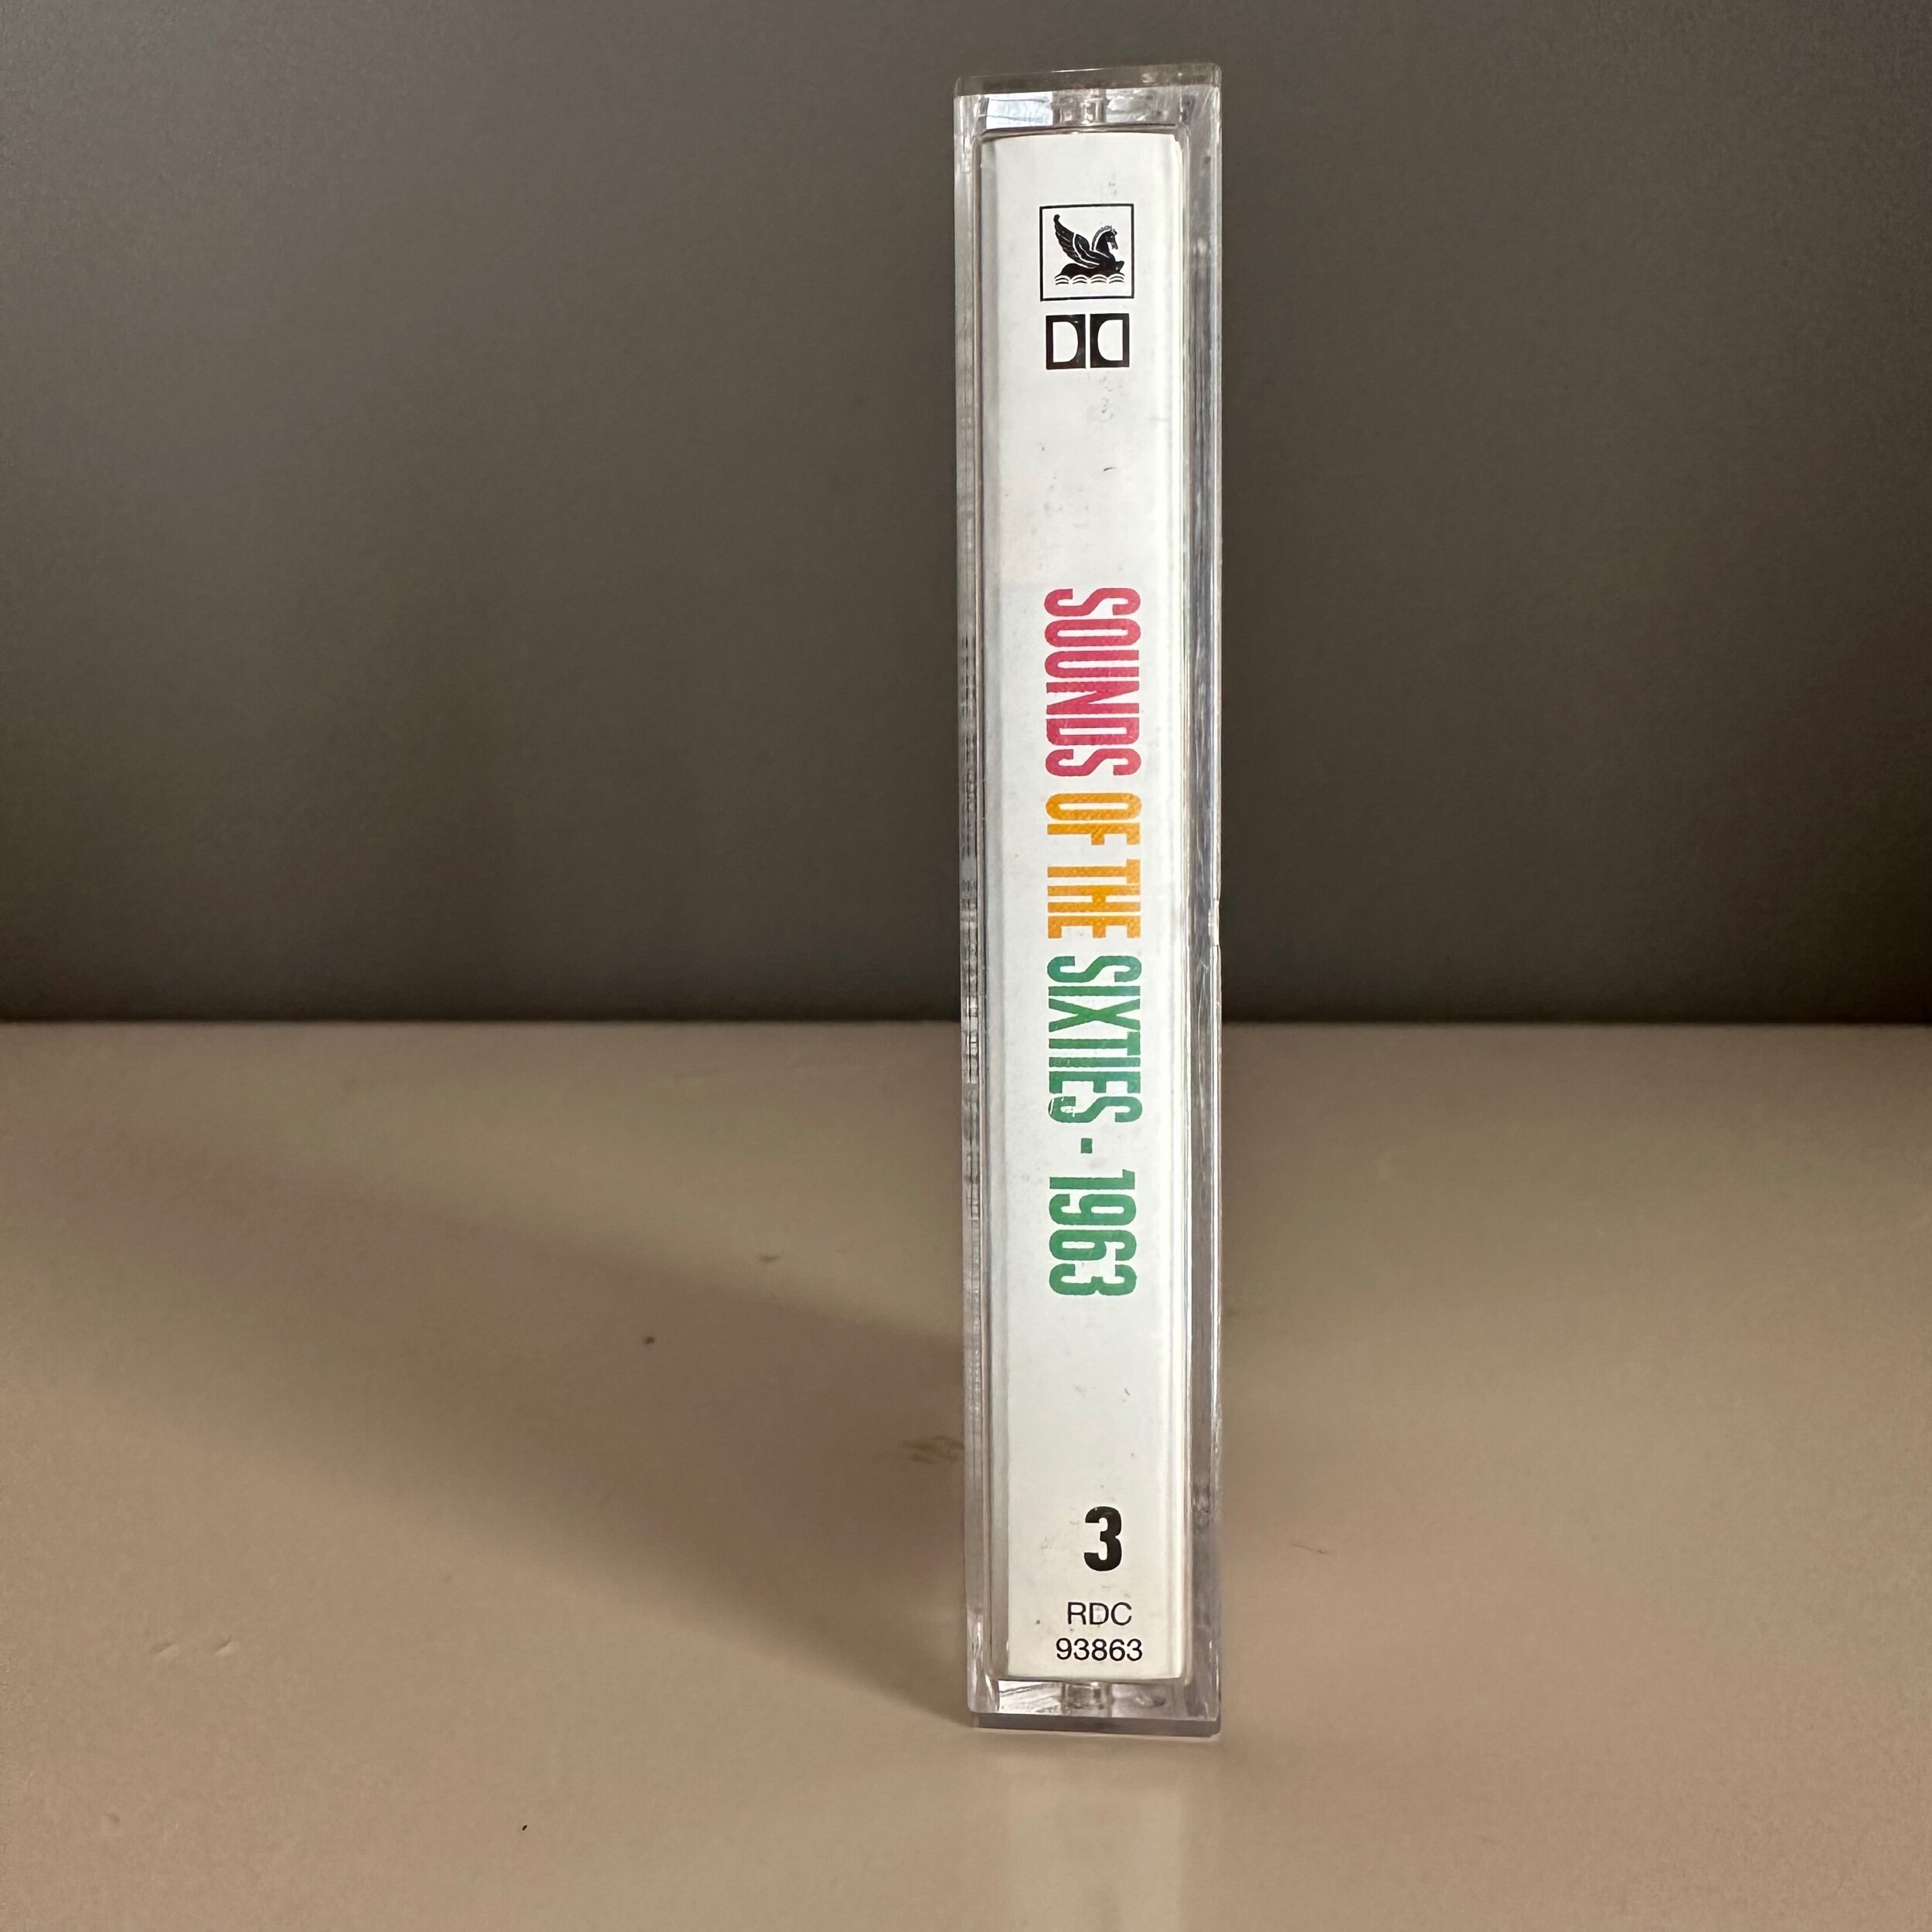 SOUNDS OF THE SIXTIES - 1963
3
RDC
93863